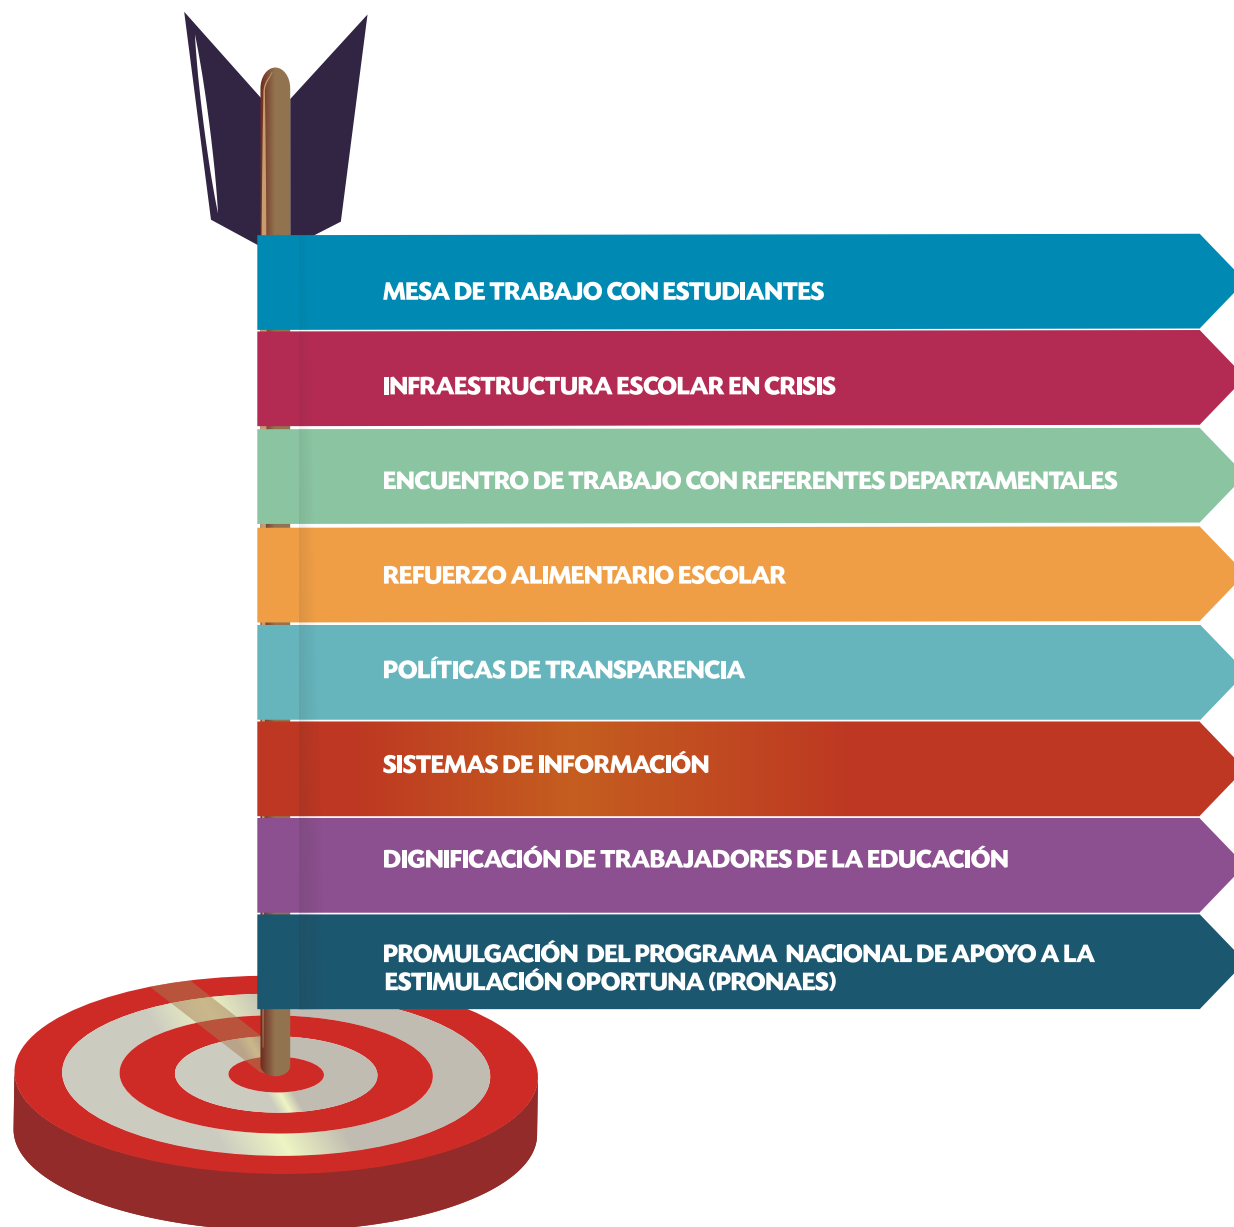 MESA DE TRABAJO CON ESTUDIANTES
INFRAESTRUCTURA ESCOLAR EN CRISIS
ENCUENTRO DE TRABAJO CON REFERENTES DEPARTAMENTALES
REFUERZO ALIMENTARIO ESCOLAR
POLÍTICAS DE TRANSPARENCIA
SISTEMAS DE INFORMACIÓN
DIGNIFICACIÓN DE TRABAJADORES DE LA EDUCACIÓN
PROMULGACIÓN DEL PROGRAMA NACIONAL DE APOYO A LA
ESTIMULACIÓN OPORTUNA (PRONAES)